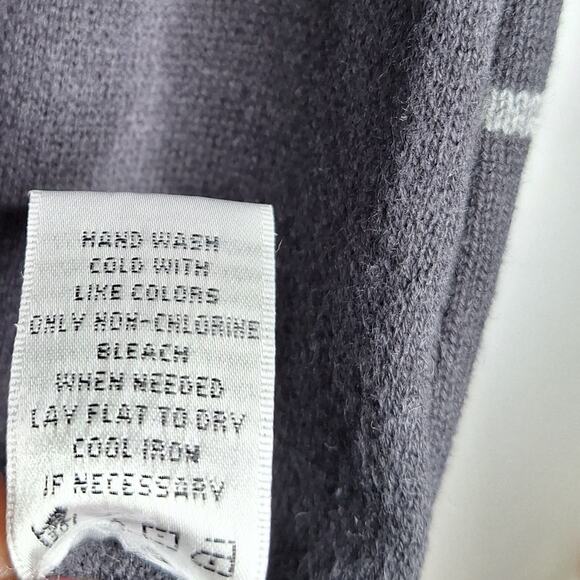 HAND WASH
COLD WITH
LIKE COLORS
ONLY NON-CHLORINE
BLEACH
WHEN NEEDED
LAY FLAT TO DRY
COOL IRON
IF NECESSARY